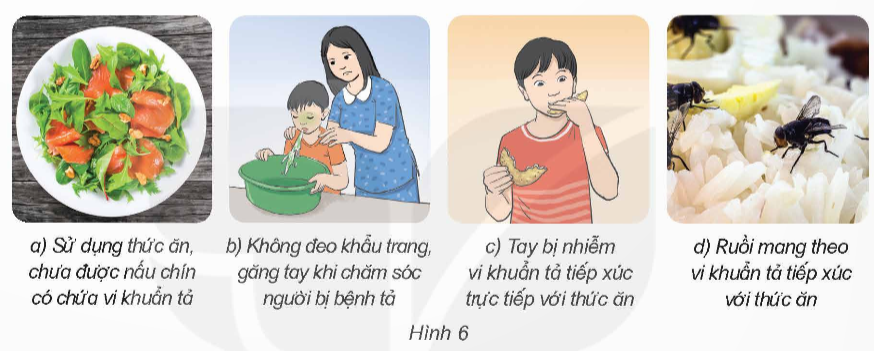 a) Sử dụng thức ăn,
chưa được nấu chín
có chứa vi khuẩn tả
b) Không đeo khẩu trang,
găng tay khi chăm sóc
người bị bệnh tả
c) Tay bị nhiễm
vi khuẩn tả tiếp xúc
trực tiếp với thức ăn
d) Ruồi mang theo
vi khuẩn tả tiếp xúc
với thức ăn
Hình 6